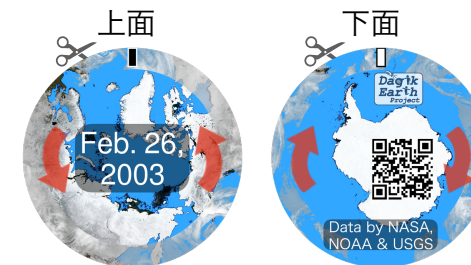 上面
下面
Feb. 26,
2003
Dagik
Earth
Project
Data by NASA,
NOAA & USGS